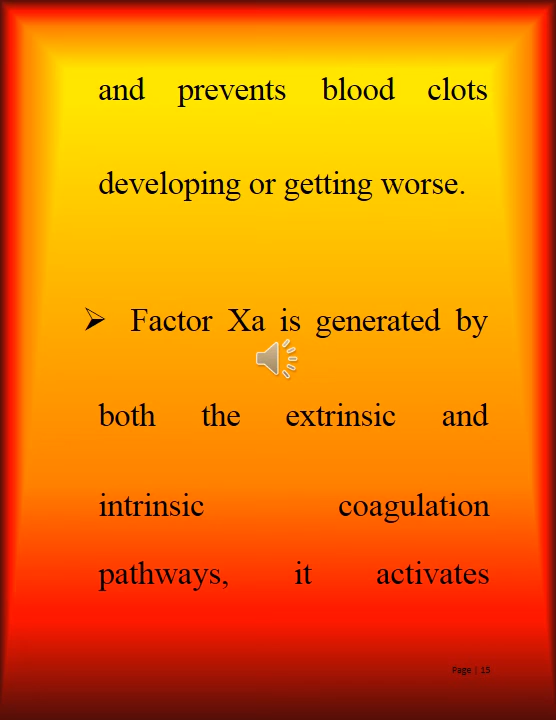 and prevents blood clots
developing or getting worse.
➢ Factor Xa is generated by
both the extrinsic and
intrinsic coagulation
pathways, it activates
Page | 15